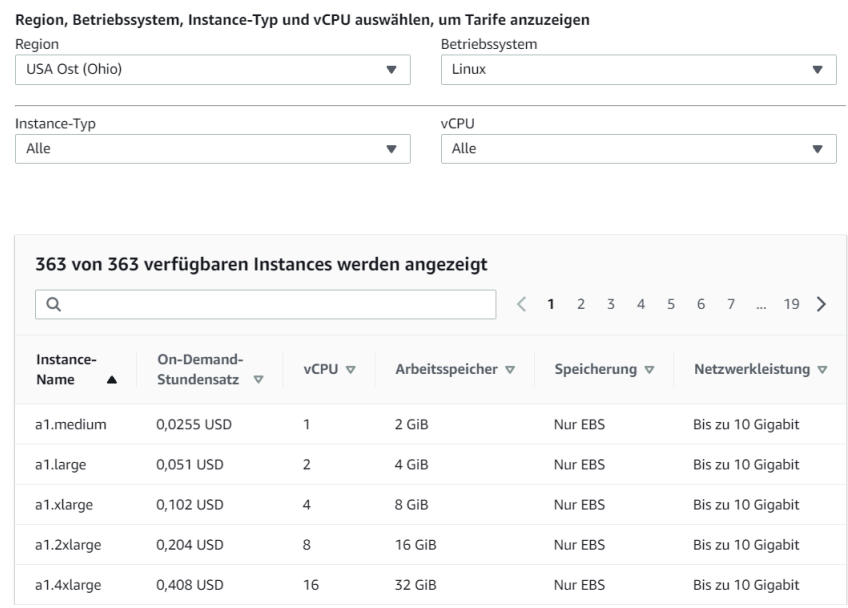 Region, Betriebssystem, Instance-Typ und vCPU auswählen, um Tarife anzuzeigen
Region Betriebssystem
USA Ost (Ohio) Linux
Instance-Typ vCPU
Alle Alle
363 von 363 verfügbaren Instances werden angezeigt
1 2 3 4 5 6 7 ... 19
Instance-Name On-Demand-Stundensatz vCPU Arbeitsspeicher Speicherung Netzwerkleistung
a1.medium 0,0255 USD 1 2 GiB Nur EBS Bis zu 10 Gigabit
a1.large 0,051 USD 2 4 GiB Nur EBS Bis zu 10 Gigabit
a1.xlarge 0,102 USD 4 8 GiB Nur EBS Bis zu 10 Gigabit
a1.2xlarge 0,204 USD 8 16 GiB Nur EBS Bis zu 10 Gigabit
a1.4xlarge 0,408 USD 16 32 GiB Nur EBS Bis zu 10 Gigabit